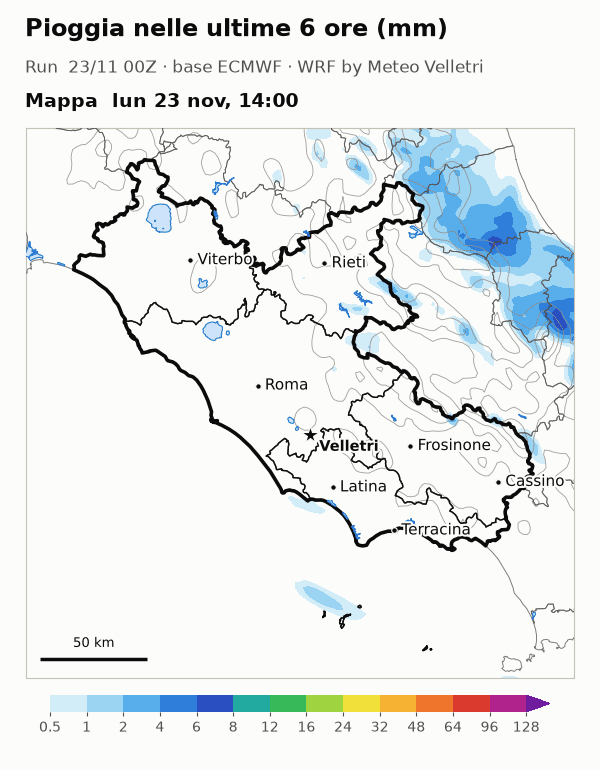 Pioggia nelle ultime 6 ore (mm)
Run  23/11 00Z · base ECMWF · WRF by Meteo Velletri
Mappa  lun 23 nov, 14:00
Viterbo
Rieti
Roma
Velletri
Frosinone
Latina
Cassino
Terracina
50 km
0.5 1 2 4 6 8 12 16 24 32 48 64 96 128